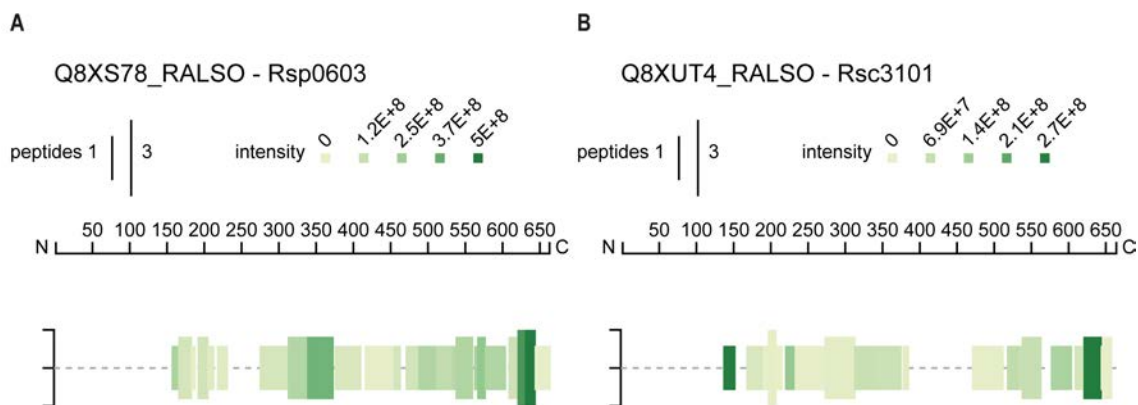 A
B
Q8XS78_RALSO - Rsp0603
Q8XUT4_RALSO - Rsc3101
peptides 1 3 intensity 0 1.2E+8 2.5E+8 3.7E+8 5E+8
peptides 1 3 intensity 0 6.9E+7 1.4E+8 2.1E+8 2.7E+8
N 50 100 150 200 250 300 350 400 450 500 550 600 650 C
N 50 100 150 200 250 300 350 400 450 500 550 600 650 C